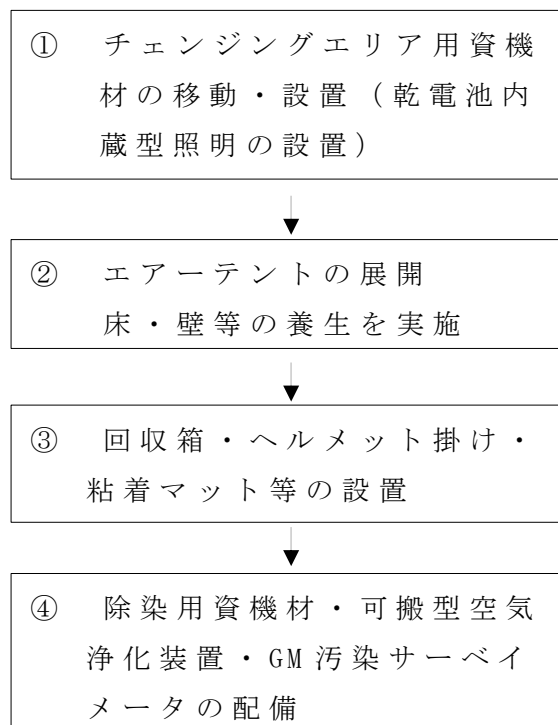 ① チェンジングエリア用資機
材の移動・設置（乾電池内
蔵型照明の設置）
② エアーテントの展開
床・壁等の養生を実施
③ 回収箱・ヘルメット掛け・
粘着マット等の設置
④ 除染用資機材・可搬型空気
浄化装置・GM汚染サーベイ
メータの配備